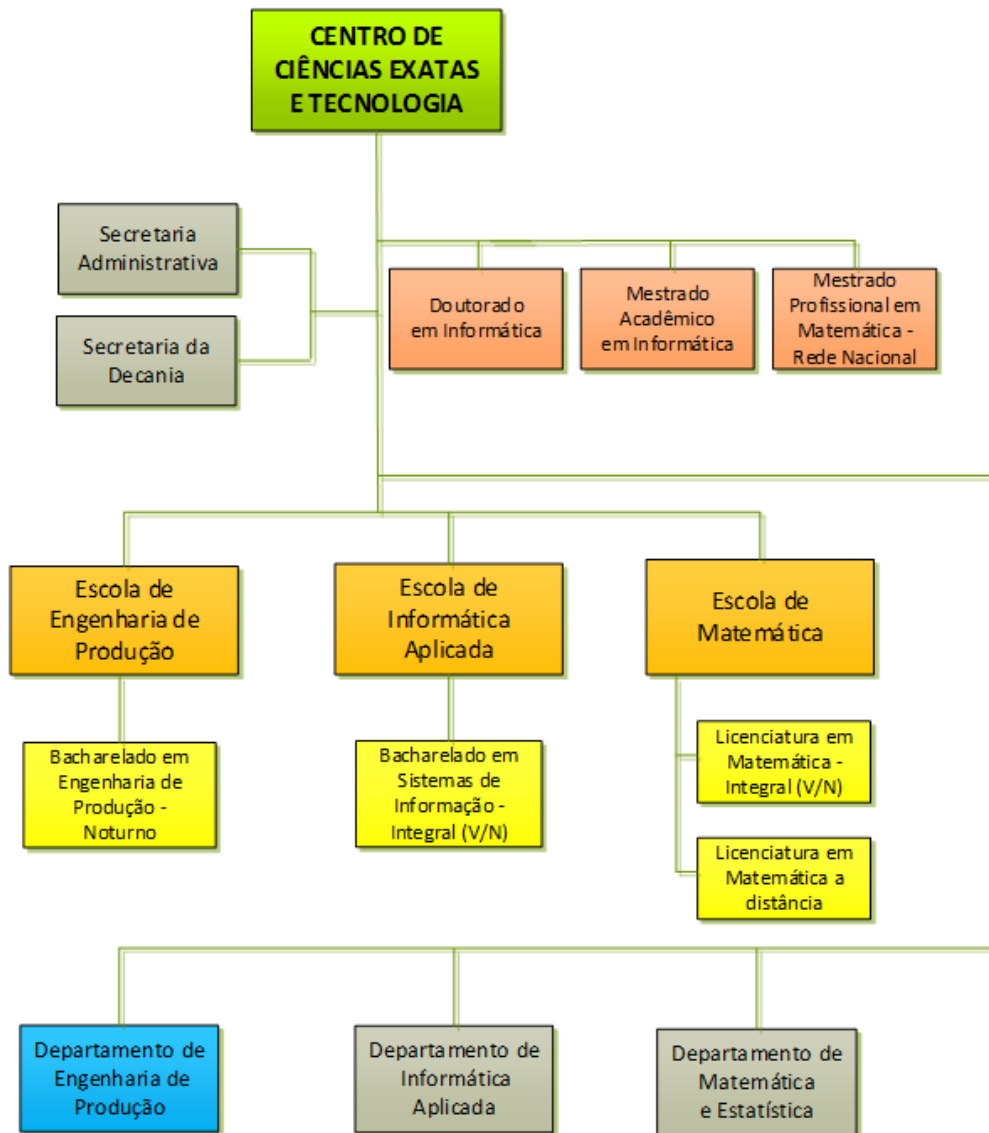 CENTRO DE
CIÊNCIAS EXATAS
E TECNOLOGIA
Secretaria
Administrativa
Secretaria da
Decania
Doutorado
em Informática
Mestrado
Acadêmico
em Informática
Mestrado
Profissional em
Matemática -
Rede Nacional
Escola de
Engenharia de
Produção
Escola de
Informática
Aplicada
Escola de
Matemática
Bacharelado em
Engenharia de
Produção -
Noturno
Bacharelado em
Sistemas de
Informação -
Integral (V/N)
Licenciatura em
Matemática -
Integral (V/N)
Licenciatura em
Matemática a
distância
Departamento de
Engenharia de
Produção
Departamento de
Informática
Aplicada
Departamento de
Matemática
e Estatística